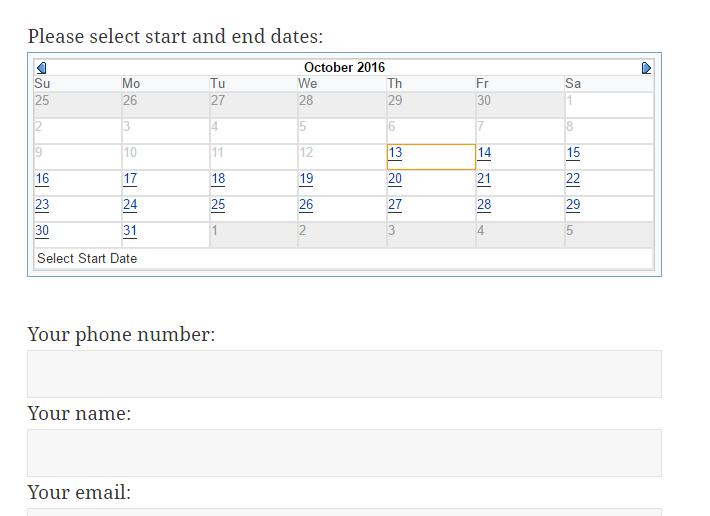 Please select start and end dates:
October 2016
Su Mo Tu We Th Fr Sa
25 26 27 28 29 30 1
2 3 4 5 6 7 8
9 10 11 12 13 14 15
16 17 18 19 20 21 22
23 24 25 26 27 28 29
30 31 1 2 3 4 5
Select Start Date
Your phone number:
Your name:
Your email: